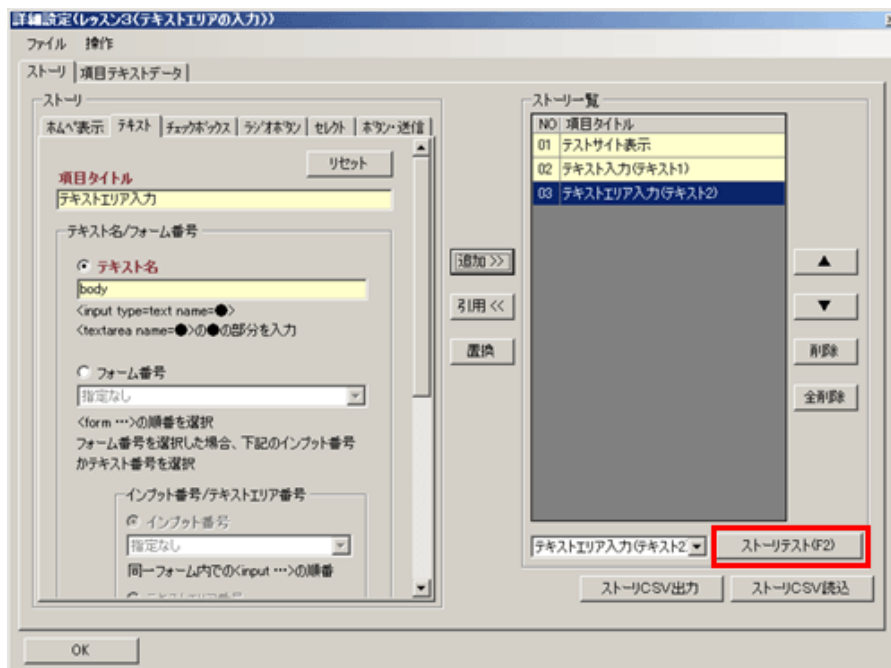 詳細設定(レッスン3(テキストエリアの入力))
ファイル 操作
ストーリ 項目テキストデータ
ストーリ
ホムペ表示 テキスト チェックボックス ラジオボタン セレクト ボタン・送信
リセット
項目タイトル
テキストエリア入力
テキスト名/フォーム番号
テキスト名
body
<input type=text name=●>
<textarea name=●>の●の部分を入力
フォーム番号
指定なし
<form …>の順番を選択
フォーム番号を選択した場合、下記のインプット番号
かテキスト番号を選択
インプット番号/テキストエリア番号
インプット番号
指定なし
同一フォーム内での<input …>の順番
テキストエリア番号
追加 >>
引用 <<
置換
ストーリー覧
NO 項目タイトル
01 テストサイト表示
02 テキスト入力(テキスト1)
03 テキストエリア入力(テキスト2)
▲
▼
削除
全削除
テキストエリア入力(テキスト2
ストーリテスト(F2)
ストーリCSV出力 ストーリCSV読込
OK